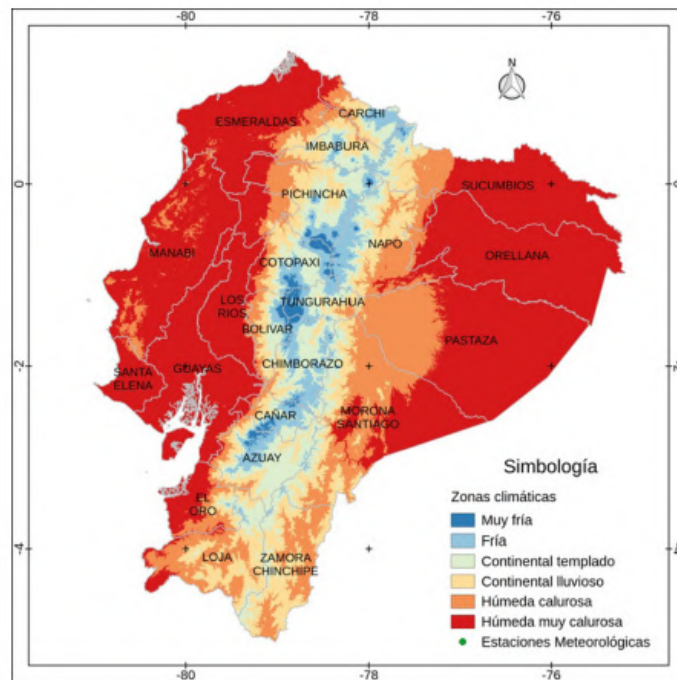 -80
-78
-76
N
ESMERALDAS
CARCHI
IMBABURA
0
0
SUCUMBIOS
PICHINCHA
NAPO
MANABI
ORELLANA
COTOPAXI
LOS
RIOS
TUNGURAHUA
BOLIVAR
PASTAZA
-2
-2
CHIMBORAZO
SANTA
ELENA
GUAYAS
CAÑAR
MORONA
SANTIAGO
AZUAY
EL
ORO
LOJA
ZAMORA
CHINCHIPE
-4
-4
Simbología
Zonas climáticas
Muy fría
Fría
Continental templado
Continental lluvioso
Húmeda calurosa
Húmeda muy calurosa
Estaciones Meteorológicas
-80
-78
-76